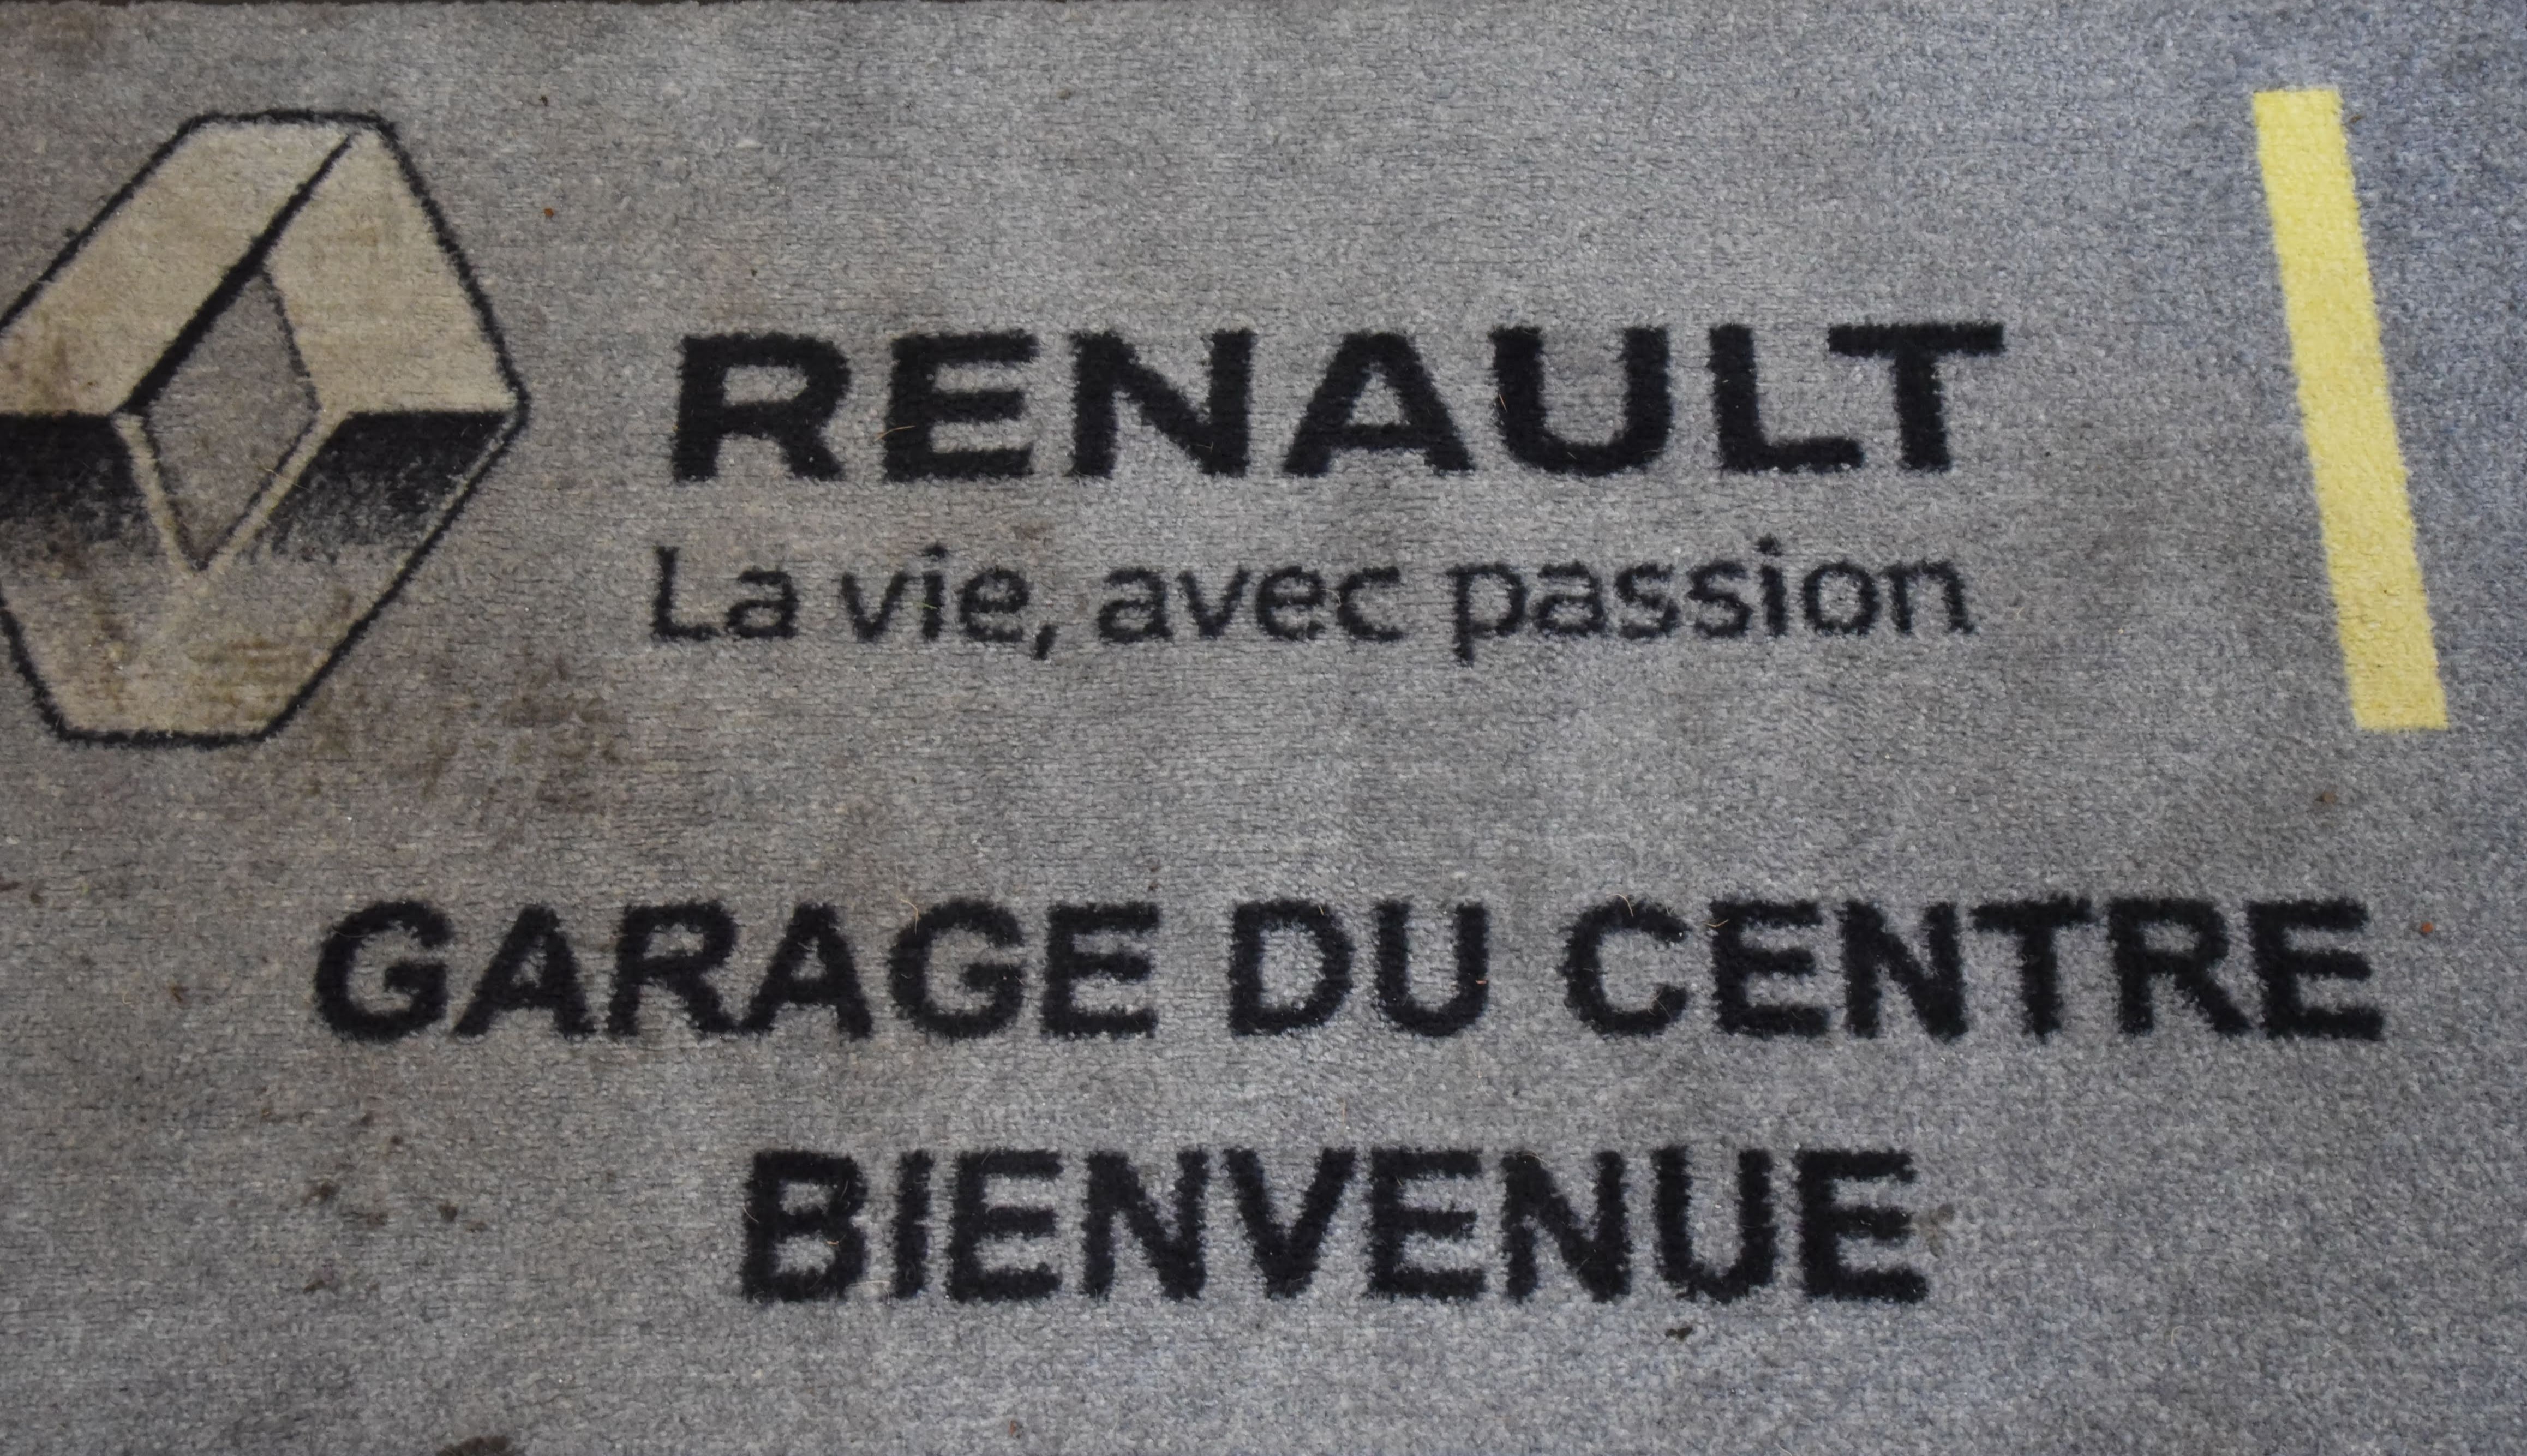 RENAULT
La vie, avec passion
GARAGE DU CENTRE
BIENVENUE